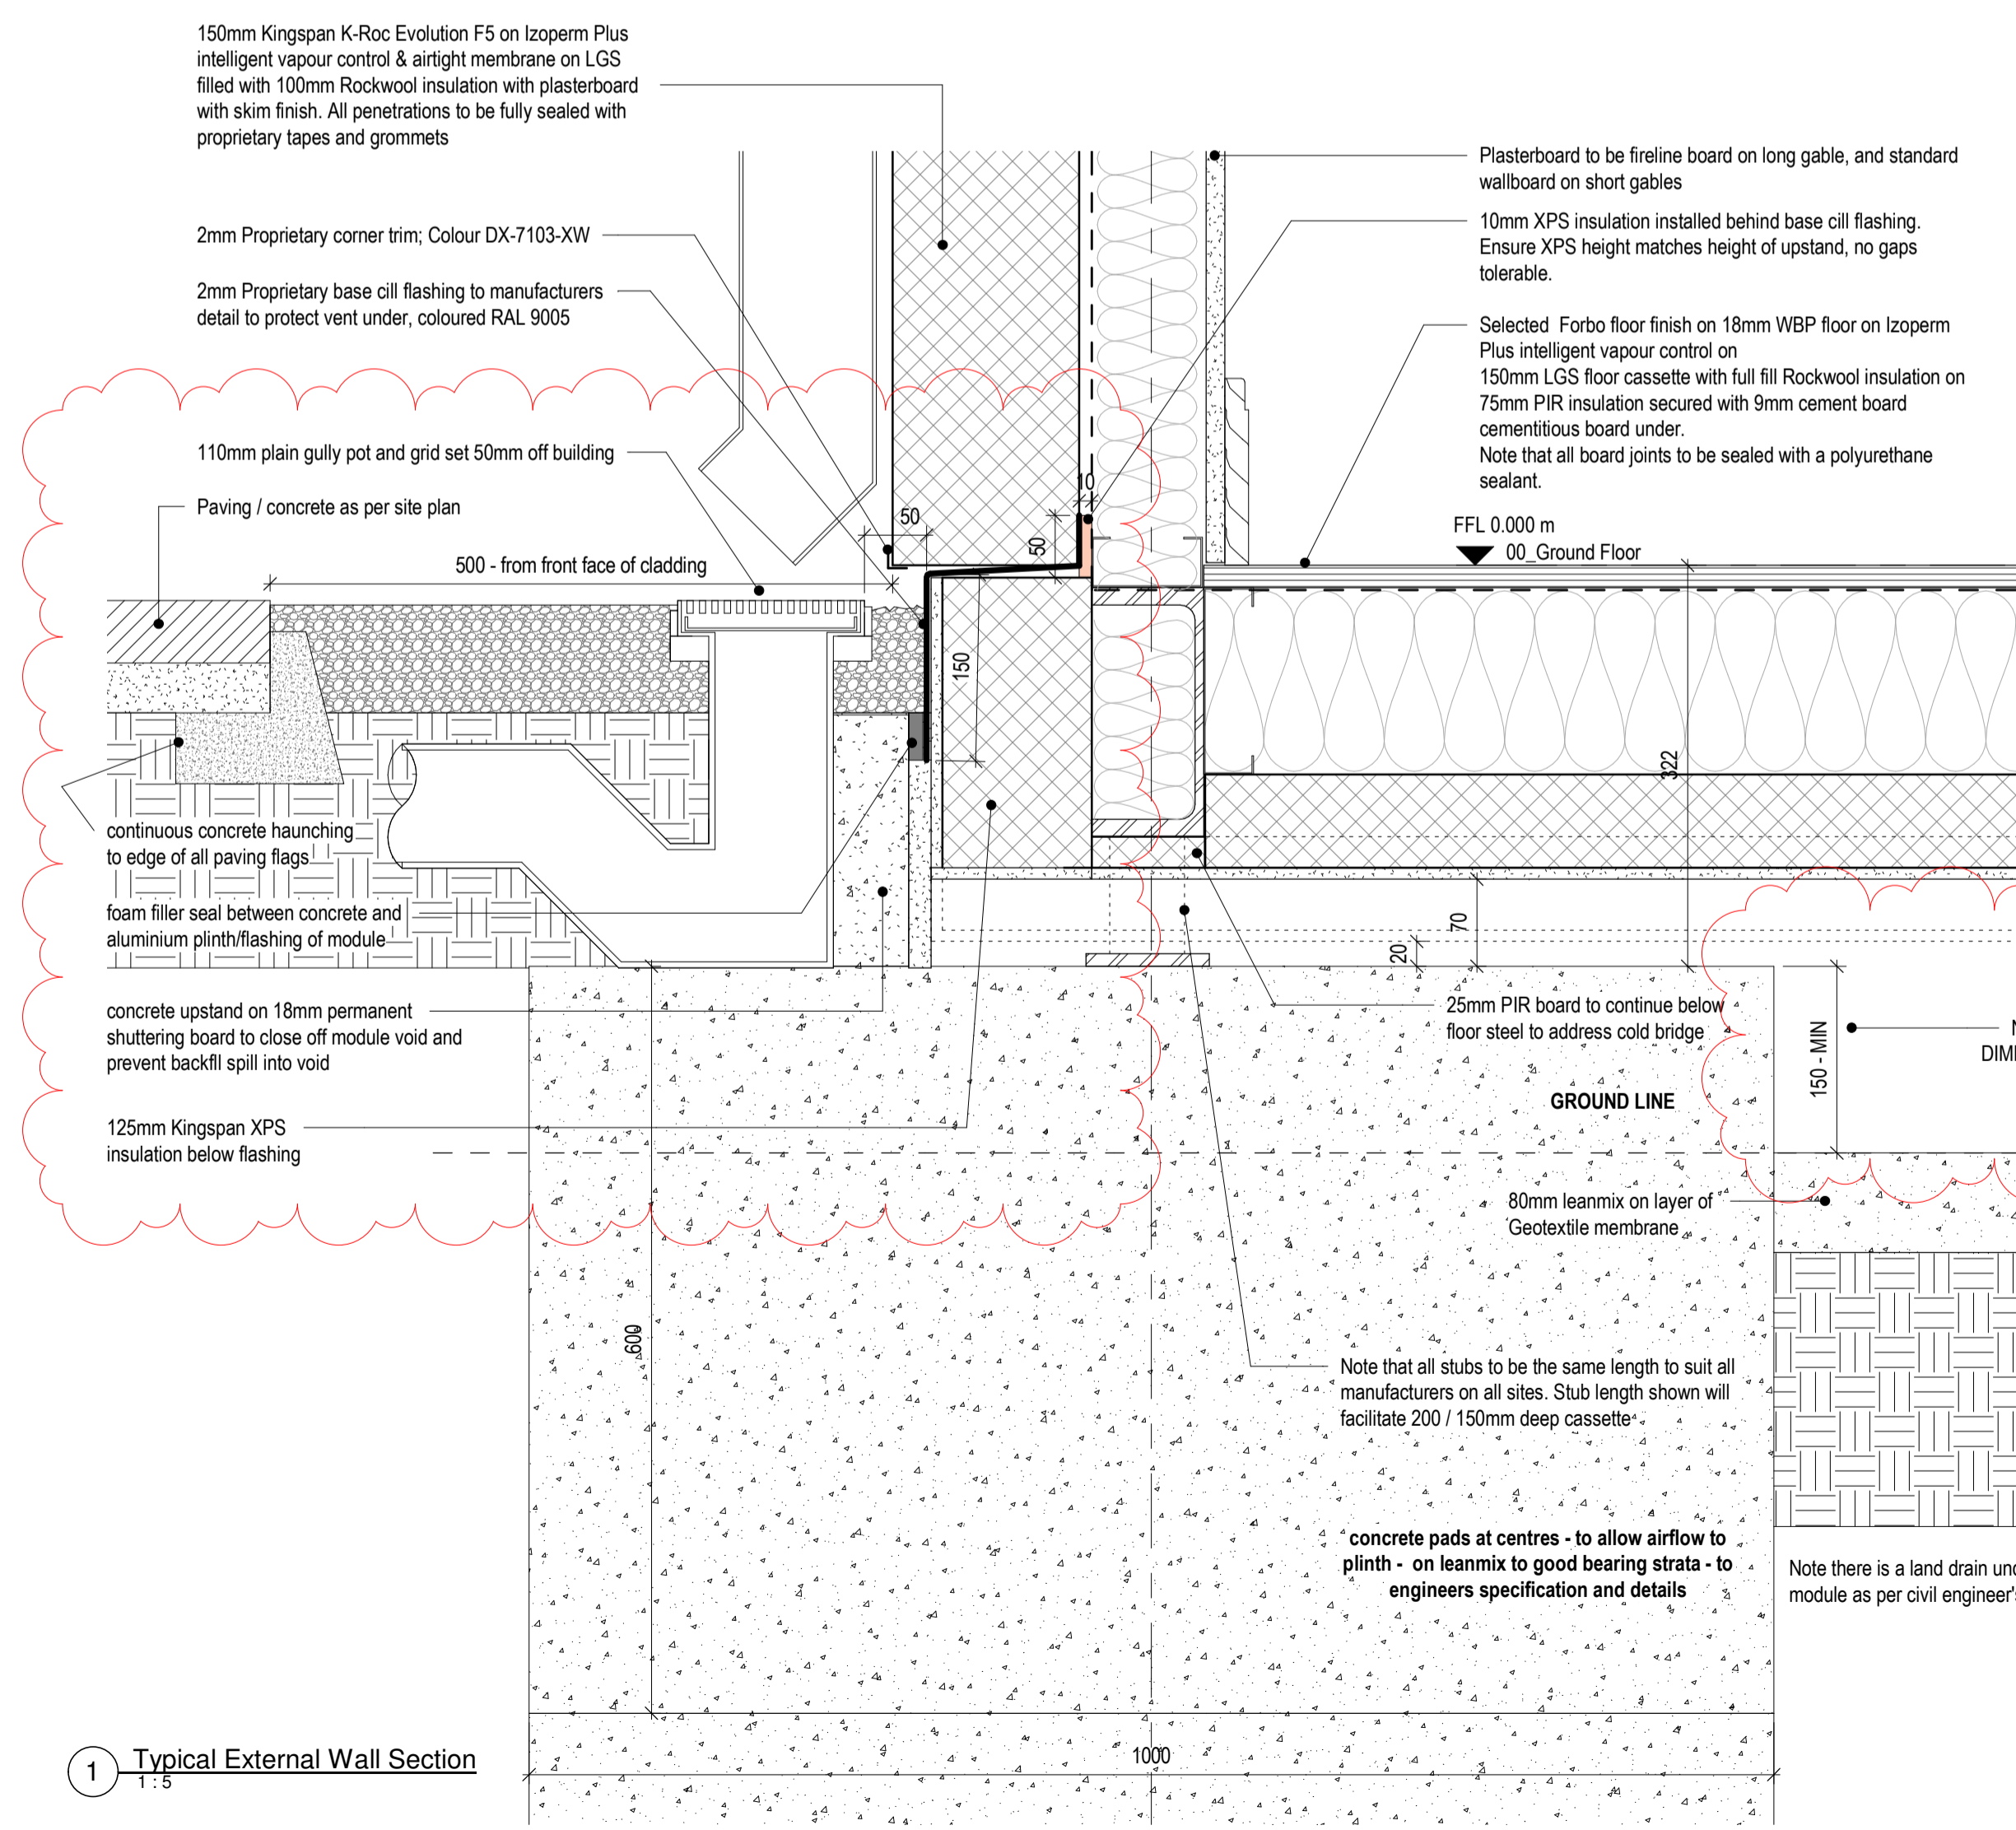 150mm Kingspan K-Roc Evolution F5 on Izoperm Plus
intelligent vapour control & airtight membrane on LGS
filled with 100mm Rockwool insulation with plasterboard
with skim finish. All penetrations to be fully sealed with
proprietary tapes and grommets
2mm Proprietary corner trim; Colour DX-7103-XW
2mm Proprietary base cill flashing to manufacturers
detail to protect vent under, coloured RAL 9005
110mm plain gully pot and grid set 50mm off building
Paving / concrete as per site plan
500 - from front face of cladding
50
50
10
150
Plasterboard to be fireline board on long gable, and standard
wallboard on short gables
10mm XPS insulation installed behind base cill flashing.
Ensure XPS height matches height of upstand, no gaps
tolerable.
Selected Forbo floor finish on 18mm WBP floor on Izoperm
Plus intelligent vapour control on
150mm LGS floor cassette with full fill Rockwool insulation on
75mm PIR insulation secured with 9mm cement board
cementitious board under.
Note that all board joints to be sealed with a polyurethane
sealant.
FFL 0.000 m
00_Ground Floor
322
70
20
continuous concrete haunching
to edge of all paving flags
foam filler seal between concrete and
aluminium plinth/flashing of module
concrete upstand on 18mm permanent
shuttering board to close off module void and
prevent backfll spill into void
125mm Kingspan XPS
insulation below flashing
25mm PIR board to continue below
floor steel to address cold bridge
GROUND LINE
150 - MIN
DIM
80mm leanmix on layer of
Geotextile membrane
600
Note that all stubs to be the same length to suit all
manufacturers on all sites. Stub length shown will
facilitate 200 / 150mm deep cassette
concrete pads at centres - to allow airflow to
plinth - on leanmix to good bearing strata - to
engineers specification and details
Note there is a land drain und
module as per civil engineer's
1000
1
Typical External Wall Section
1 : 5